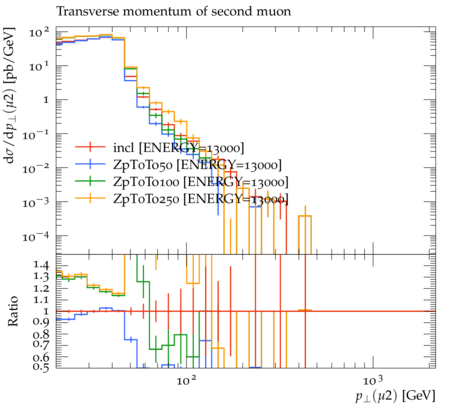 Transverse momentum of second muon
dσ/dp⊥(μ2) [pb/GeV]
10²
10¹
1
10⁻¹
10⁻²
10⁻³
10⁻⁴
incl [ENERGY=13000]
ZpToTo50 [ENERGY=13000]
ZpToTo100 [ENERGY=13000]
ZpToTo250 [ENERGY=13000]
Ratio
1.4
1.3
1.2
1.1
1
0.9
0.8
0.7
0.6
0.5
10² 10³
p⊥(μ2) [GeV]